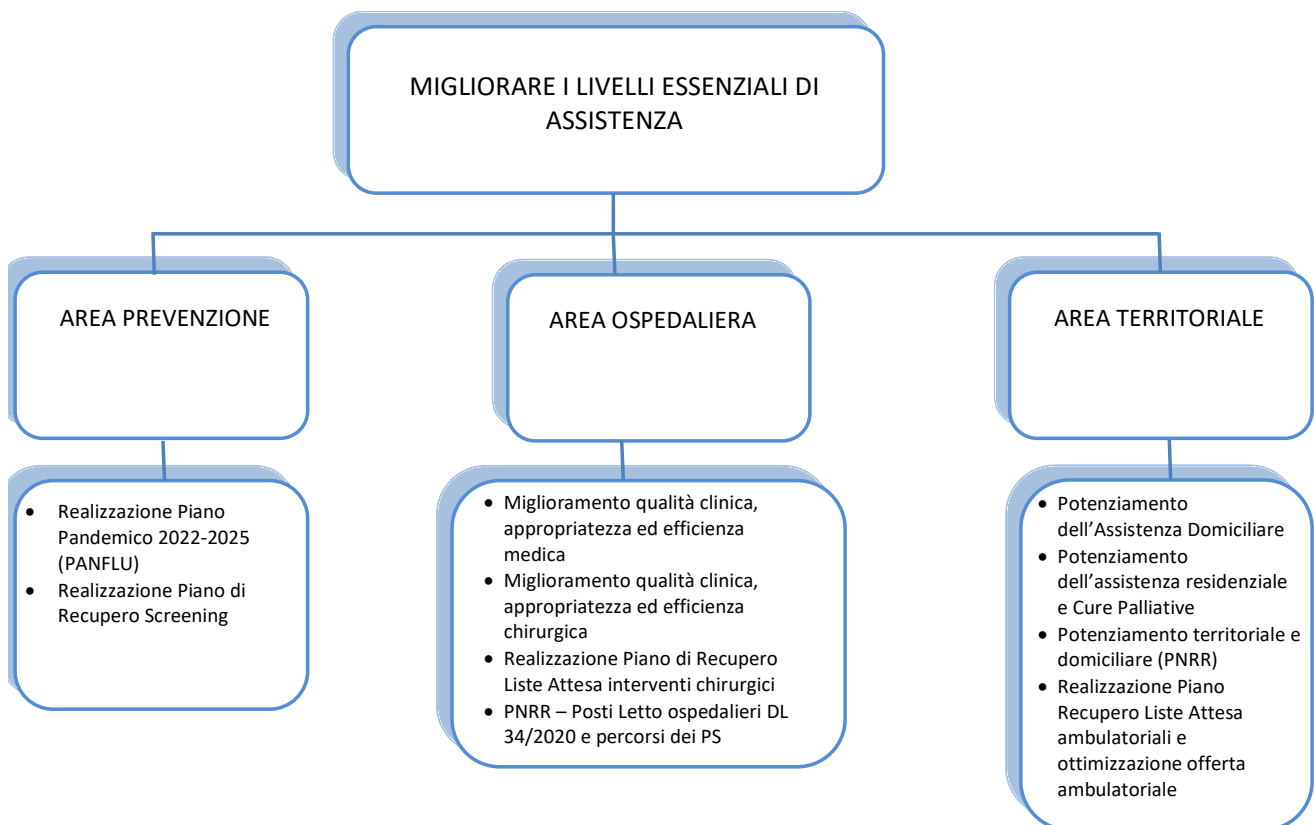 MIGLIORARE I LIVELLI ESSENZIALI DI
ASSISTENZA
AREA PREVENZIONE
AREA OSPEDALIERA
AREA TERRITORIALE
• Realizzazione Piano
Pandemico 2022-2025
(PANFLU)
• Realizzazione Piano di
Recupero Screening
• Miglioramento qualità clinica,
appropriatezza ed efficienza
medica
• Miglioramento qualità clinica,
appropriatezza ed efficienza
chirurgica
• Realizzazione Piano di Recupero
Liste Attesa interventi chirurgici
• PNRR – Posti Letto ospedalieri DL
34/2020 e percorsi dei PS
• Potenziamento
dell’Assistenza Domiciliare
• Potenziamento
dell’assistenza residenziale
e Cure Palliative
• Potenziamento territoriale e
domiciliare (PNRR)
• Realizzazione Piano
Recupero Liste Attesa
ambulatoriali e
ottimizzazione offerta
ambulatoriale